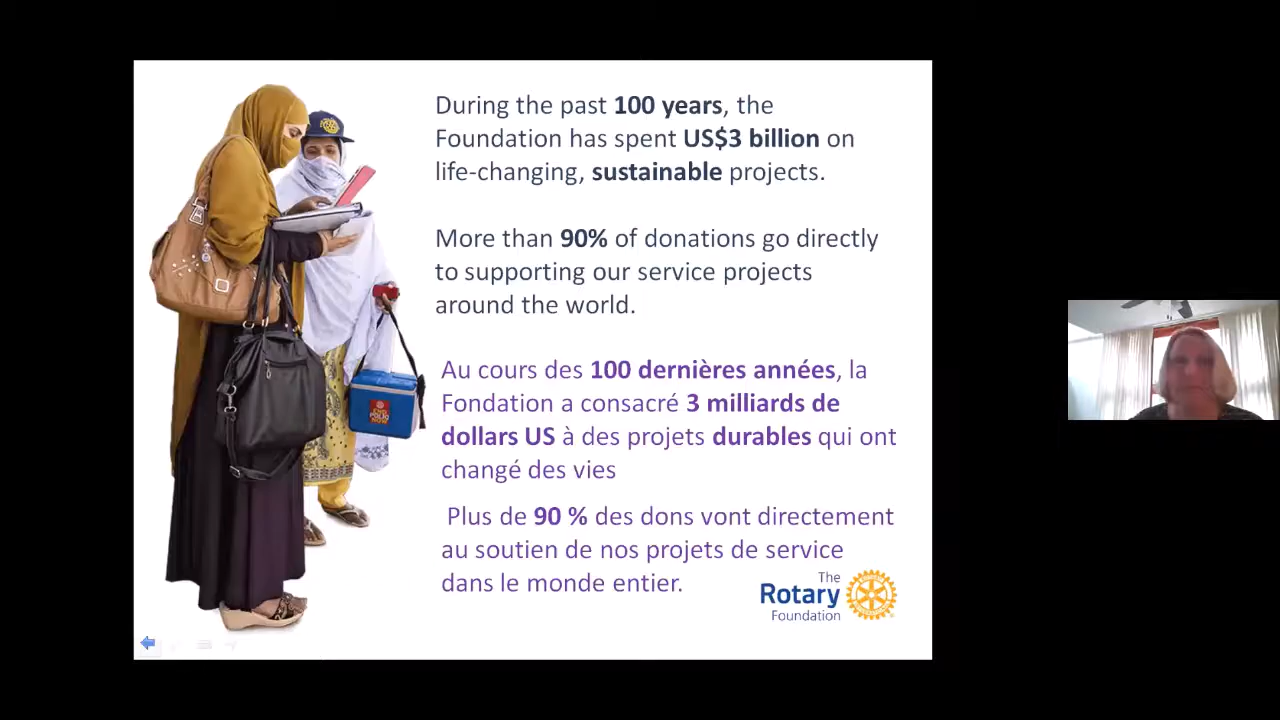 During the past 100 years, the
Foundation has spent US$3 billion on
life-changing, sustainable projects.
More than 90% of donations go directly
to supporting our service projects
around the world.
Au cours des 100 dernières années, la
Fondation a consacré 3 milliards de
dollars US à des projets durables qui ont
changé des vies
Plus de 90 % des dons vont directement
au soutien de nos projets de service
dans le monde entier.
The
Rotary
Foundation
END
POLIO
NOW